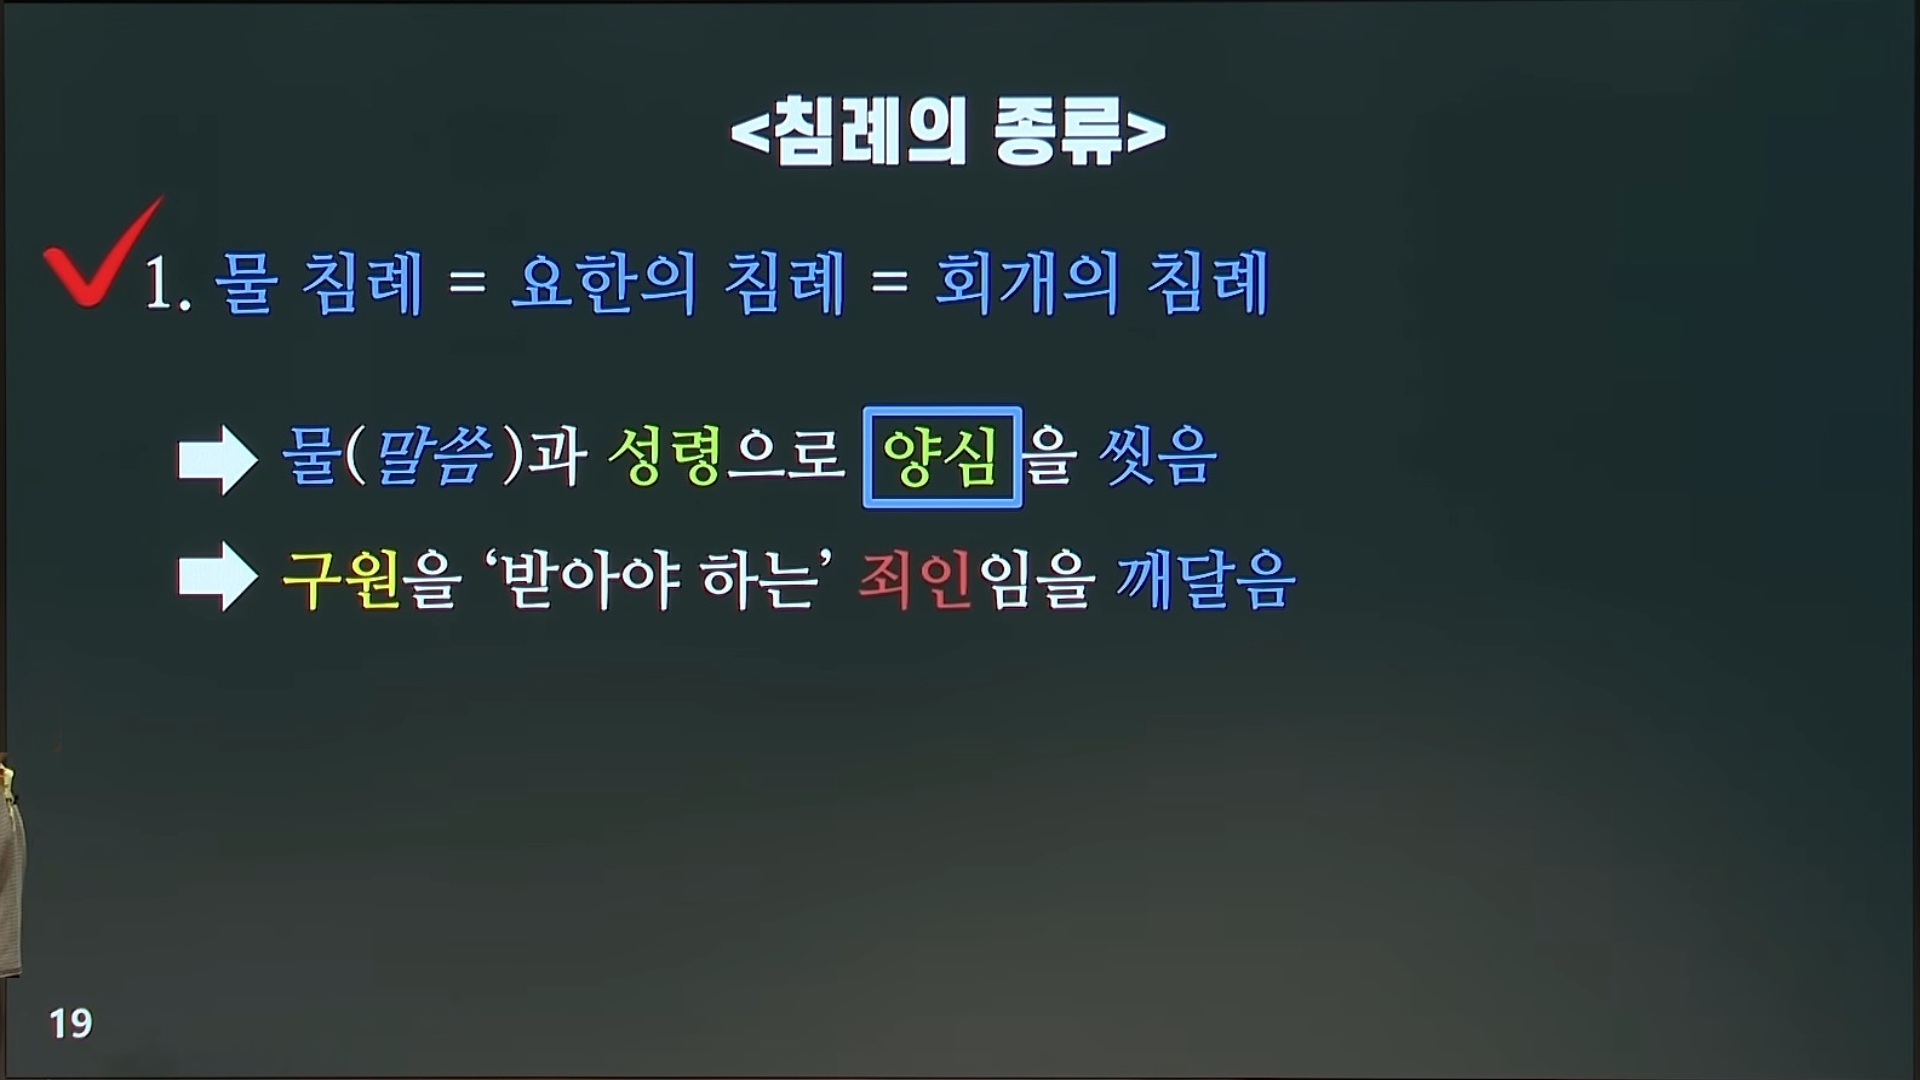 <침례의 종류>
1. 물 침례 = 요한의 침례 = 회개의 침례
물(말씀)과 성령으로 양심을 씻음
구원을 ‘받아야 하는’ 죄인임을 깨달음
19